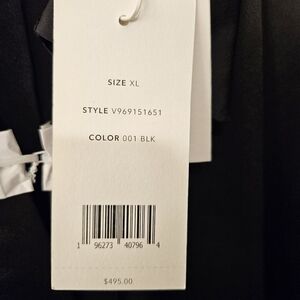 SIZE XL
STYLE V969151651
COLOR 001 BLK
1 96273 40796 4
$495.00